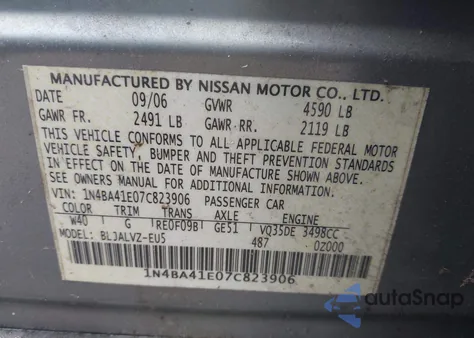 MANUFACTURED BY NISSAN MOTOR CO., LTD.
DATE 09/06 GVWR 4590 LB
GAWR FR. 2491 LB GAWR RR. 2119 LB
THIS VEHICLE CONFORMS TO ALL APPLICABLE FEDERAL MOTOR
VEHICLE SAFETY, BUMPER AND THEFT PREVENTION STANDARDS
IN EFFECT ON THE DATE OF MANUFACTURE SHOWN ABOVE.
SEE OWNERS MANUAL FOR ADDITIONAL INFORMATION.
VIN: 1N4BA41E07C823906 PASSENGER CAR
COLOR TRIM TRANS AXLE ENGINE
W40 G RE0F09B GE51 VQ35DE 3498CC
MODEL: BLJALVZ-EU5 487 0Z000
1N4BA41E07C823906
autoSnap